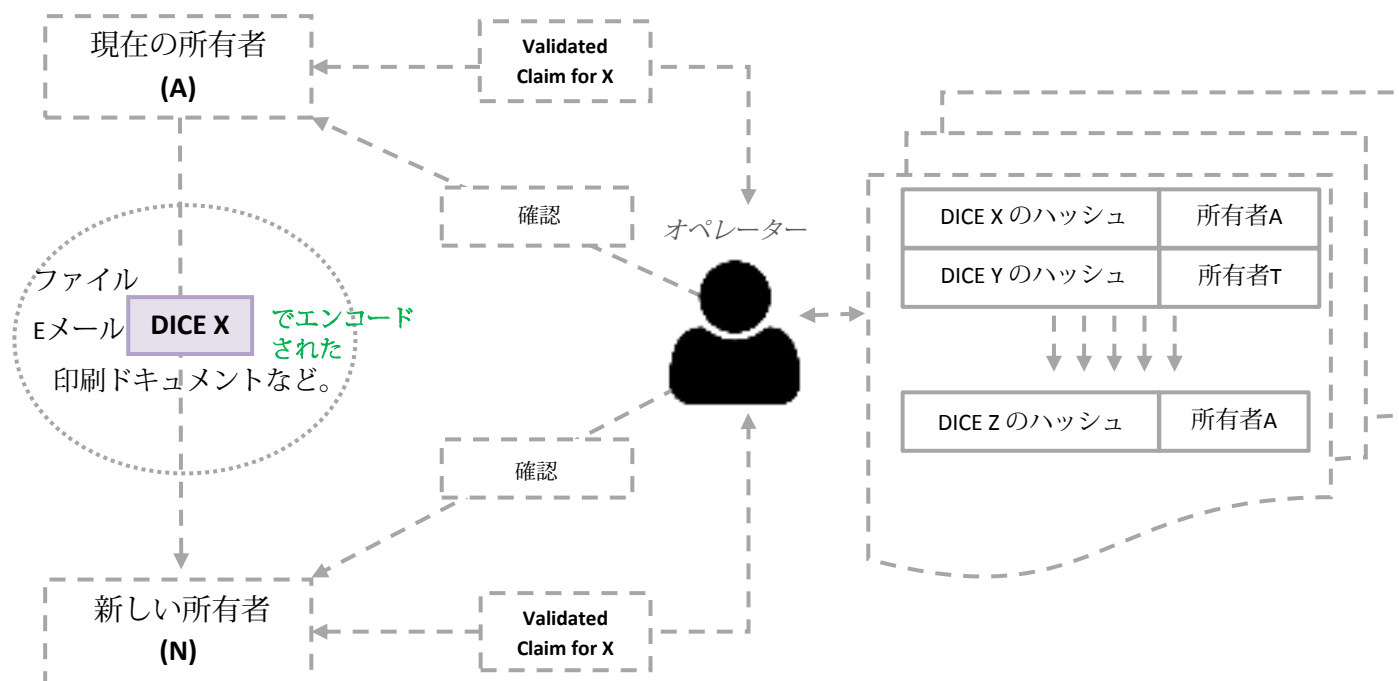 現在の所有者
(A)
Validated
Claim for X
確認
オペレーター
ファイル
Eメール
DICE X
でエンコード
された
印刷ドキュメントなど。
確認
新しい所有者
(N)
Validated
Claim for X
DICE X のハッシュ
所有者A
DICE Y のハッシュ
所有者T
DICE Z のハッシュ
所有者A